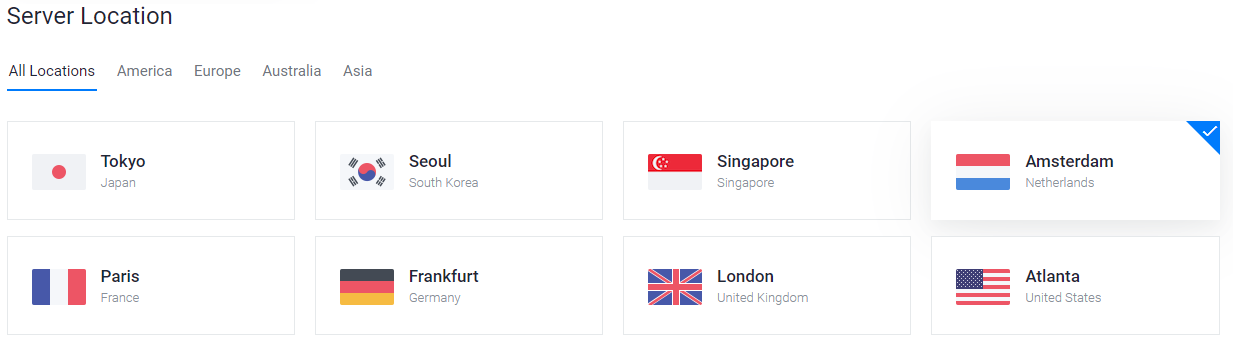 Server Location
All Locations America Europe Australia Asia
Tokyo
Japan
Seoul
South Korea
Singapore
Singapore
Amsterdam
Netherlands
Paris
France
Frankfurt
Germany
London
United Kingdom
Atlanta
United States